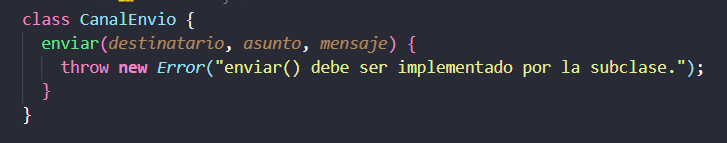 class CanalEnvio {
  enviar(destinatario, asunto, mensaje) {
    throw new Error("enviar() debe ser implementado por la subclase.");
  }
}